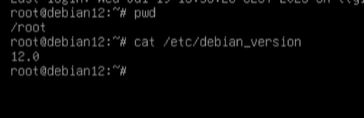 root@debian12:~# pwd
/root
root@debian12:~# cat /etc/debian_version
12.0
root@debian12:~#